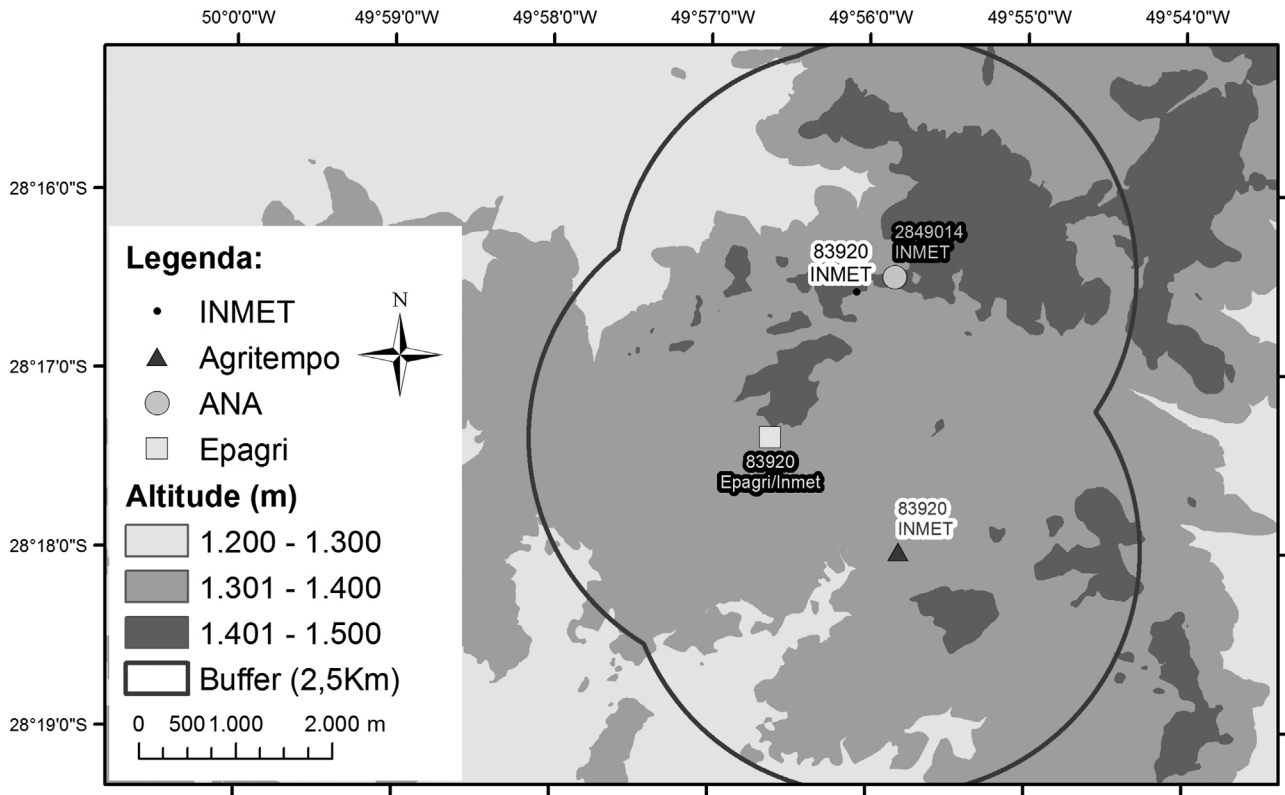 50°0'0"W 49°59'0"W 49°58'0"W 49°57'0"W 49°56'0"W 49°55'0"W 49°54'0"W
28°16'0"S
28°17'0"S
28°18'0"S
28°19'0"S
2849014
INMET
83920
INMET
83920
Epagri/Inmet
83920
INMET
Legenda:
N
INMET
Agritempo
ANA
Epagri
Altitude (m)
1.200 - 1.300
1.301 - 1.400
1.401 - 1.500
Buffer (2,5Km)
0 500 1.000 2.000 m